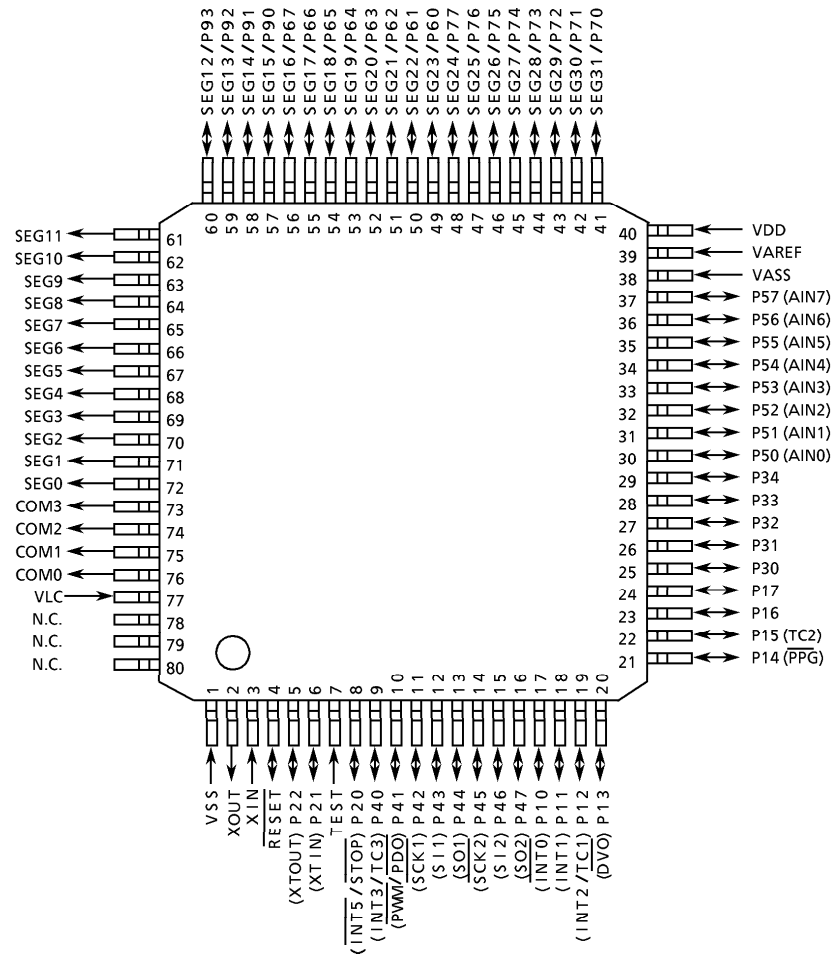 SEG12/P93
SEG13/P92
SEG14/P91
SEG15/P90
SEG16/P67
SEG17/P66
SEG18/P65
SEG19/P64
SEG20/P63
SEG21/P62
SEG22/P61
SEG23/P60
SEG24/P77
SEG25/P76
SEG26/P75
SEG27/P74
SEG28/P73
SEG29/P72
SEG30/P71
SEG31/P70
60
59
58
57
56
55
54
53
52
51
50
49
48
47
46
45
44
43
42
41
SEG11 61
SEG10 62
SEG9 63
SEG8 64
SEG7 65
SEG6 66
SEG5 67
SEG4 68
SEG3 69
SEG2 70
SEG1 71
SEG0 72
COM3 73
COM2 74
COM1 75
COM0 76
VLC 77
N.C. 78
N.C. 79
N.C. 80
40 VDD
39 VAREF
38 VASS
37 P57 (AIN7)
36 P56 (AIN6)
35 P55 (AIN5)
34 P54 (AIN4)
33 P53 (AIN3)
32 P52 (AIN2)
31 P51 (AIN1)
30 P50 (AIN0)
29 P34
28 P33
27 P32
26 P31
25 P30
24 P17
23 P16
22 P15 (TC2)
21 P14 (PPG)
1
2
3
4
5
6
7
8
9
10
11
12
13
14
15
16
17
18
19
20
VSS
XOUT
XIN
RESET
(XTOUT) P22
(XTIN) P21
TEST
(INT5/STOP) P20
(INT3/TC3) P40
(PWM/PDO) P41
(SCK1) P42
(SI1) P43
(SO1) P44
(SCK2) P45
(SI2) P46
(SO2) P47
(INT0) P10
(INT1) P11
(INT2/TC1) P12
(DVO) P13